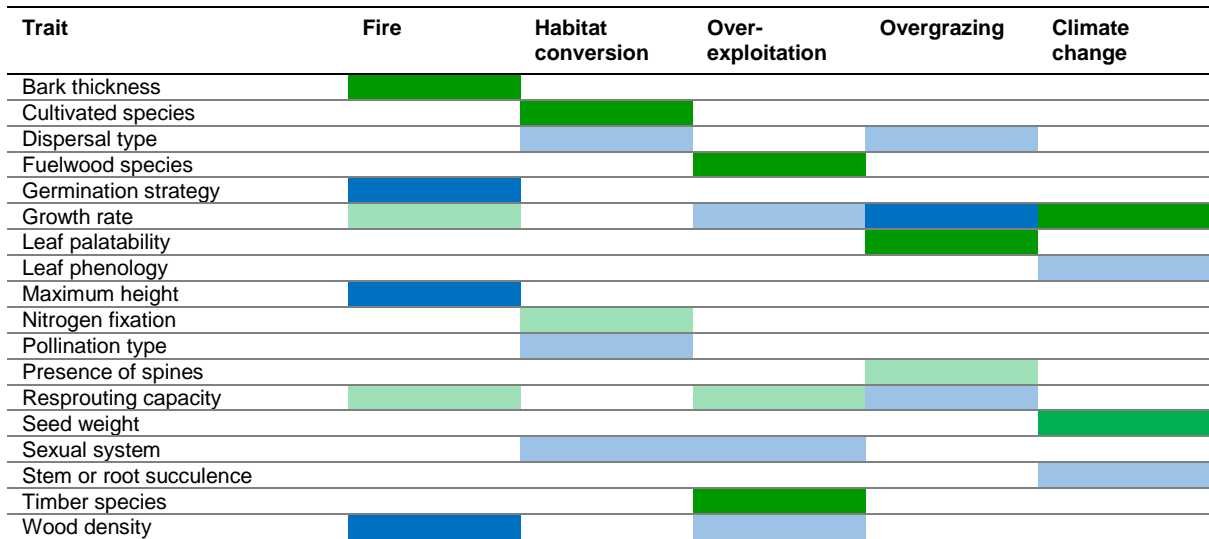 Trait Fire Habitat conversion Over-exploitation Overgrazing Climate change
Bark thickness
Cultivated species
Dispersal type
Fuelwood species
Germination strategy
Growth rate
Leaf palatability
Leaf phenology
Maximum height
Nitrogen fixation
Pollination type
Presence of spines
Resprouting capacity
Seed weight
Sexual system
Stem or root succulence
Timber species
Wood density